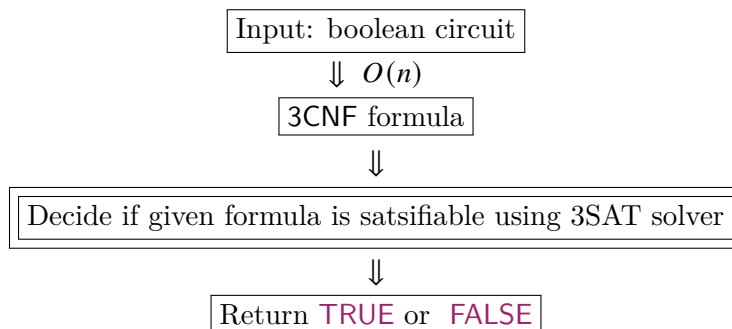 Input: boolean circuit
⇓ O(n)
3CNF formula
⇓
Decide if given formula is satsifiable using 3SAT solver
⇓
Return TRUE or FALSE